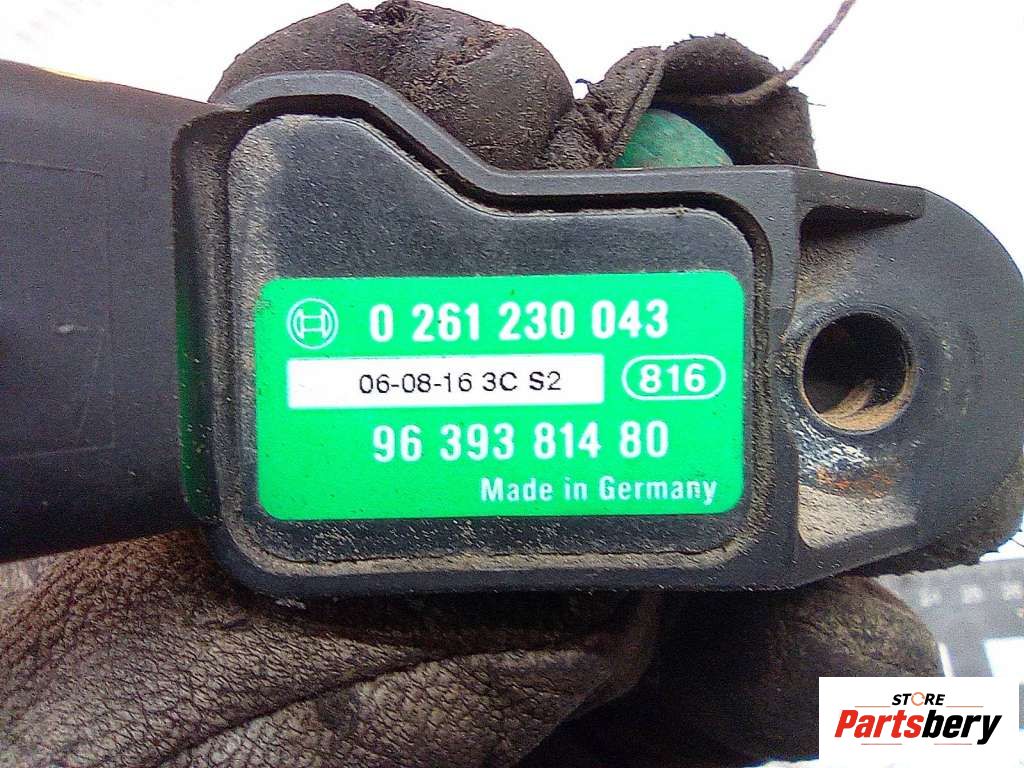 0 261 230 043
06-08-16 3C S2 816
96 393 814 80
Made in Germany
STORE
Partsbery